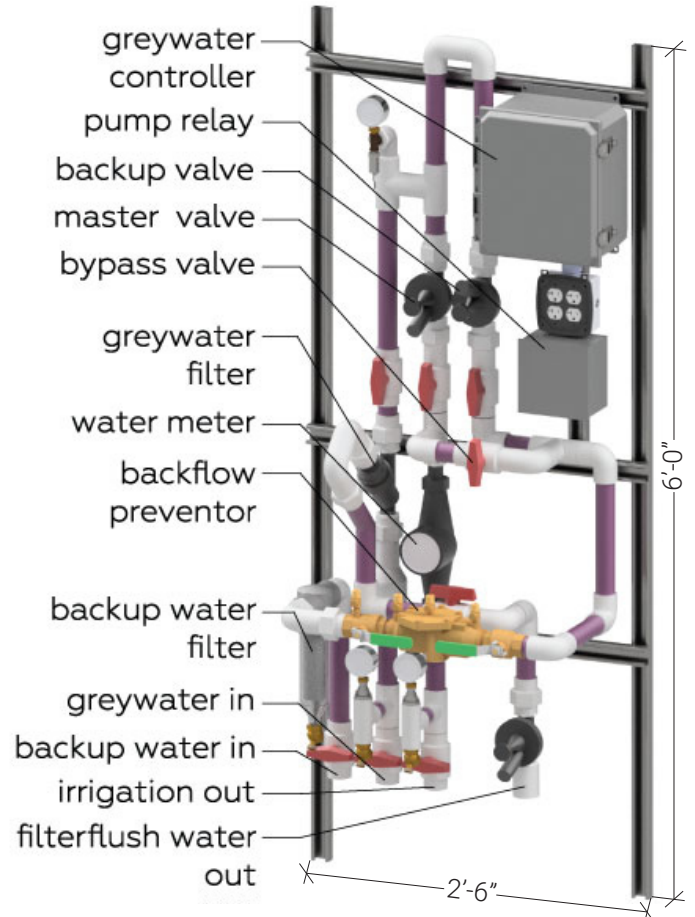 greywater
controller
pump relay
backup valve
master valve
bypass valve
greywater
filter
water meter
backflow
preventor
backup water
filter
greywater in
backup water in
irrigation out
filterflush water
out
6'-0"
2'-6"